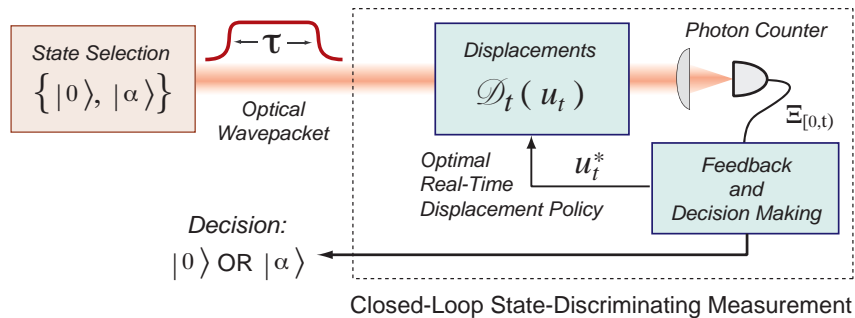 State Selection
{ |0⟩, |α⟩ }
τ
Optical
Wavepacket
Displacements
𝒟t ( ut )
Photon Counter
Ξ[0,t)
Optimal
Real-Time
Displacement Policy
ut*
Feedback
and
Decision Making
Decision:
|0⟩ OR |α⟩
Closed-Loop State-Discriminating Measurement